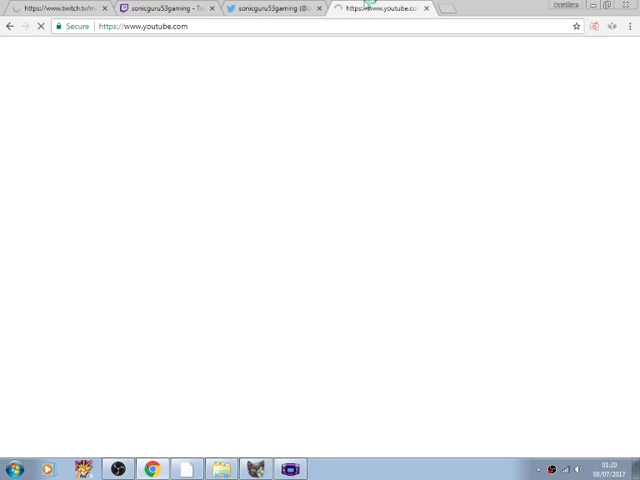 https://www.twitch.tv/m
sonicguru53gaming - Tw
sonicguru53gaming (@
https://www.youtube.co
Secure
https://www.youtube.com
01:20
08/07/2017